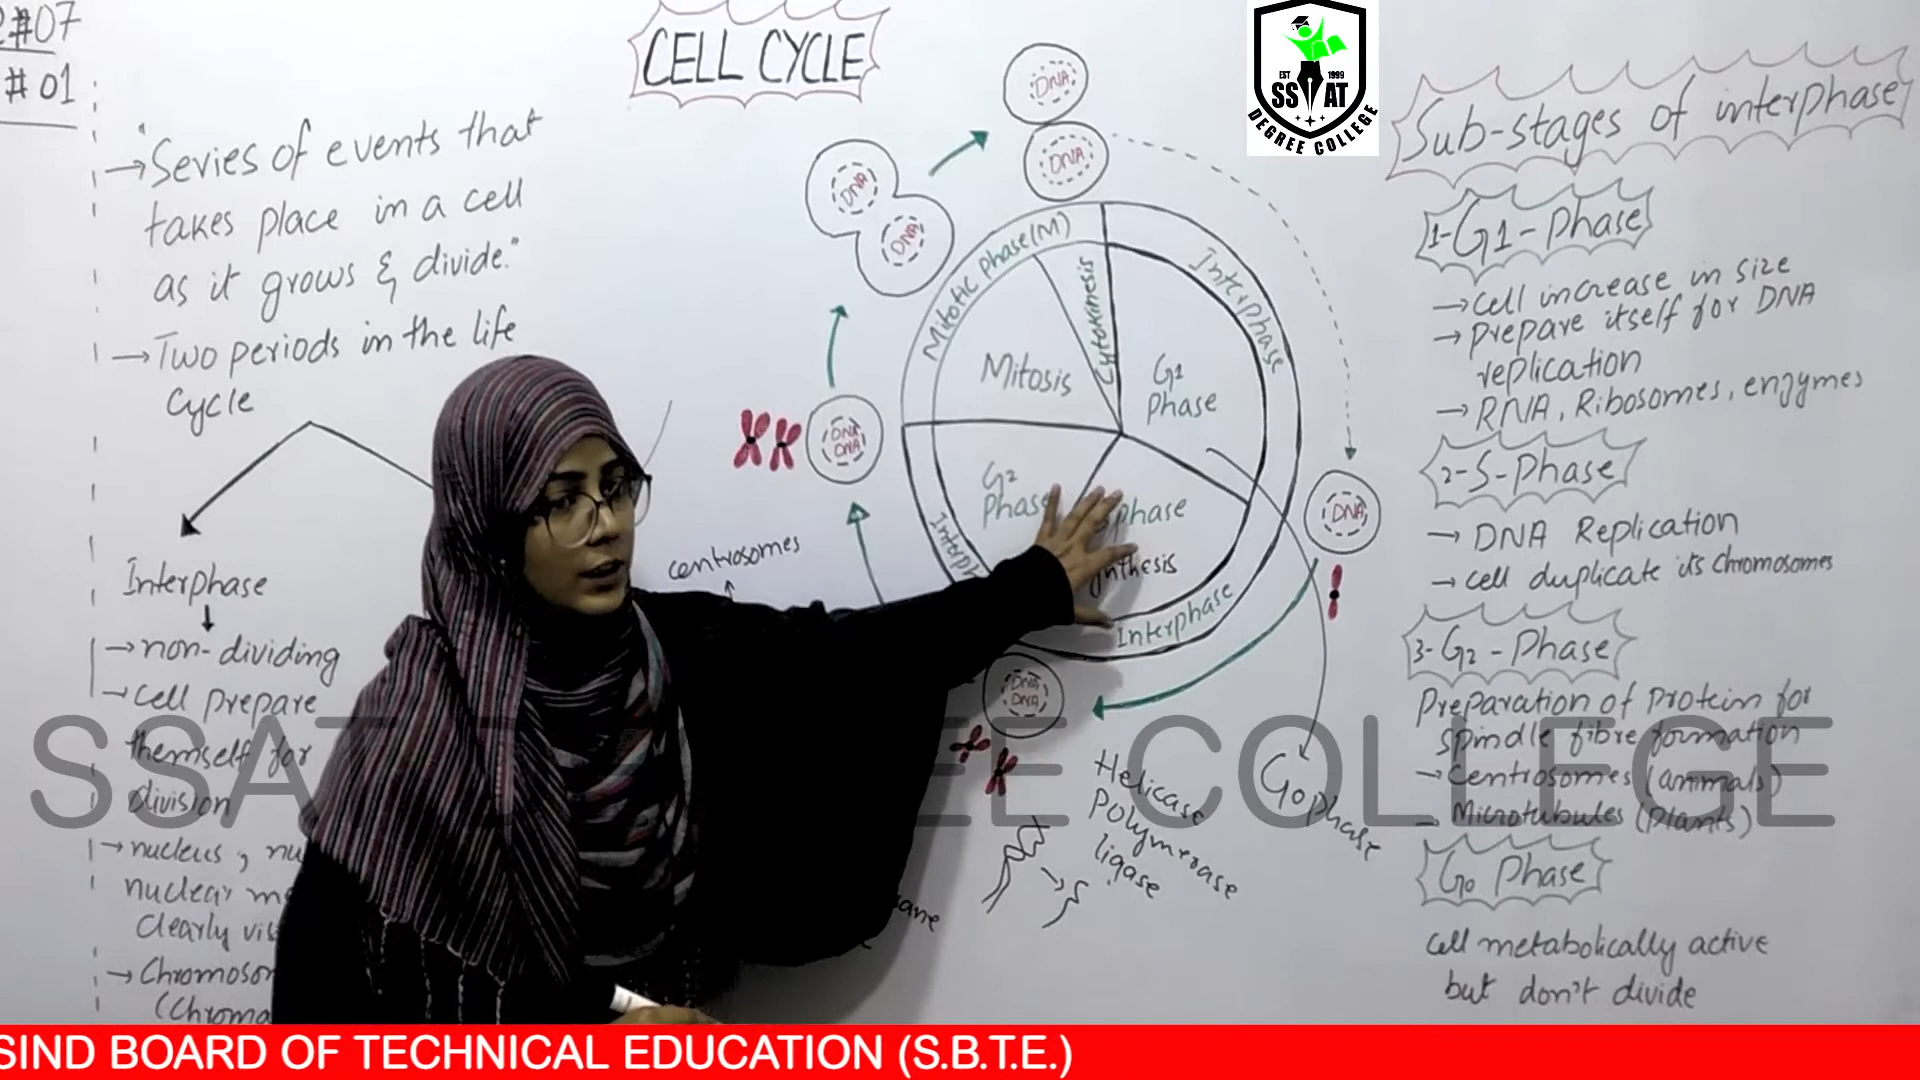 #07
#01
CELL CYCLE
"Series of events that
takes place in a cell
as it grows & divide."
→ Two periods in the life
cycle
Interphase
→ non-dividing
→ cell prepare
themself for
division
→ nucleus,
nuclear
clearly
→
centrosomes
DNA
DNA
DNA
DNA
DNA
DNA
DNA
DNA
DNA
Mitotic phase (M)
Interphase
Cytokinesis
Mitosis
G1
Phase
G2
Phase
phase
Interphase
Helicase
Polymerase
ligase
G0 phase
Sub-stages of interphase
1-G1-Phase
→ cell increase in size
→ prepare itself for DNA
replication
→ RNA, Ribosomes, enzymes
2-S-Phase
→ DNA Replication
→ cell duplicate its chromosomes
3-G2-Phase
Preparation of protein for
spindle fibre formation
→ Centrosomes (animals)
→ Microtubules (plants)
G0 Phase
cell metabolically active
but don't divide
EST 1999
SSAT
DEGREE COLLEGE
SSAT
COLLEGE
SIND BOARD OF TECHNICAL EDUCATION (S.B.T.E.)